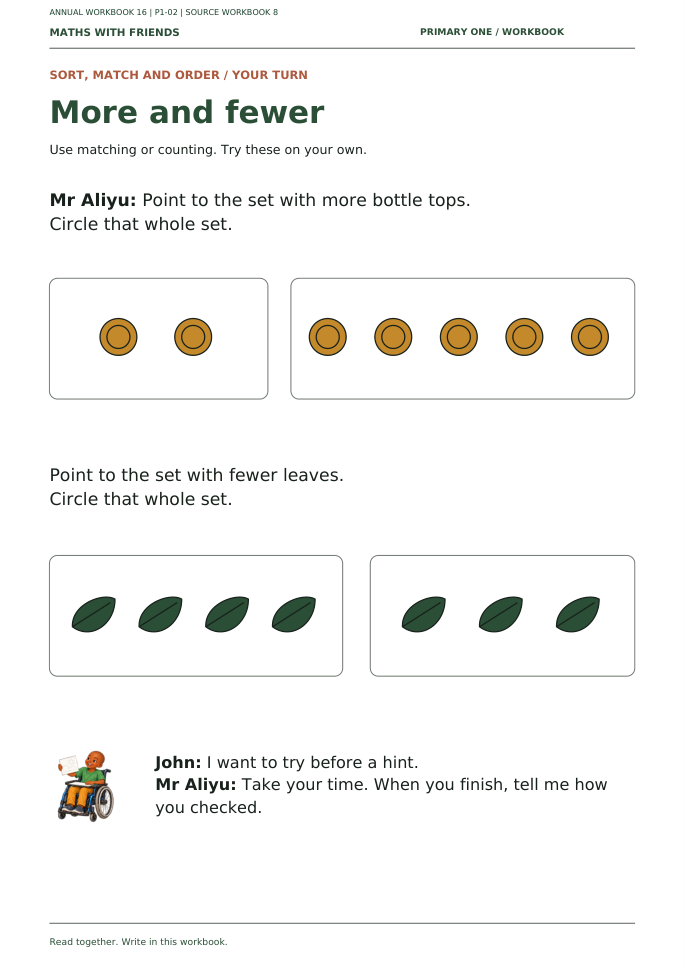 ANNUAL WORKBOOK 16 | P1-02 | SOURCE WORKBOOK 8
MATHS WITH FRIENDS
PRIMARY ONE / WORKBOOK
SORT, MATCH AND ORDER / YOUR TURN
More and fewer
Use matching or counting. Try these on your own.
Mr Aliyu: Point to the set with more bottle tops.
Circle that whole set.
Point to the set with fewer leaves.
Circle that whole set.
John: I want to try before a hint.
Mr Aliyu: Take your time. When you finish, tell me how
you checked.
Read together. Write in this workbook.